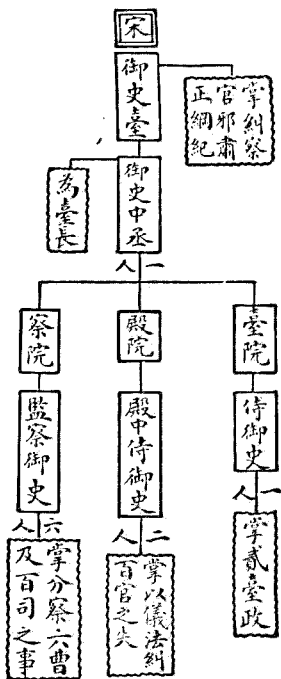 宋
御史臺
掌糾察
官邪肅
正綱紀
御史中丞
為臺長
一人
臺院
殿院
察院
侍御史
殿中侍御史
監察御史
一人
二人
六人
掌貳臺政
掌以儀法糾
百官之失
掌分察六曹
及百司之事